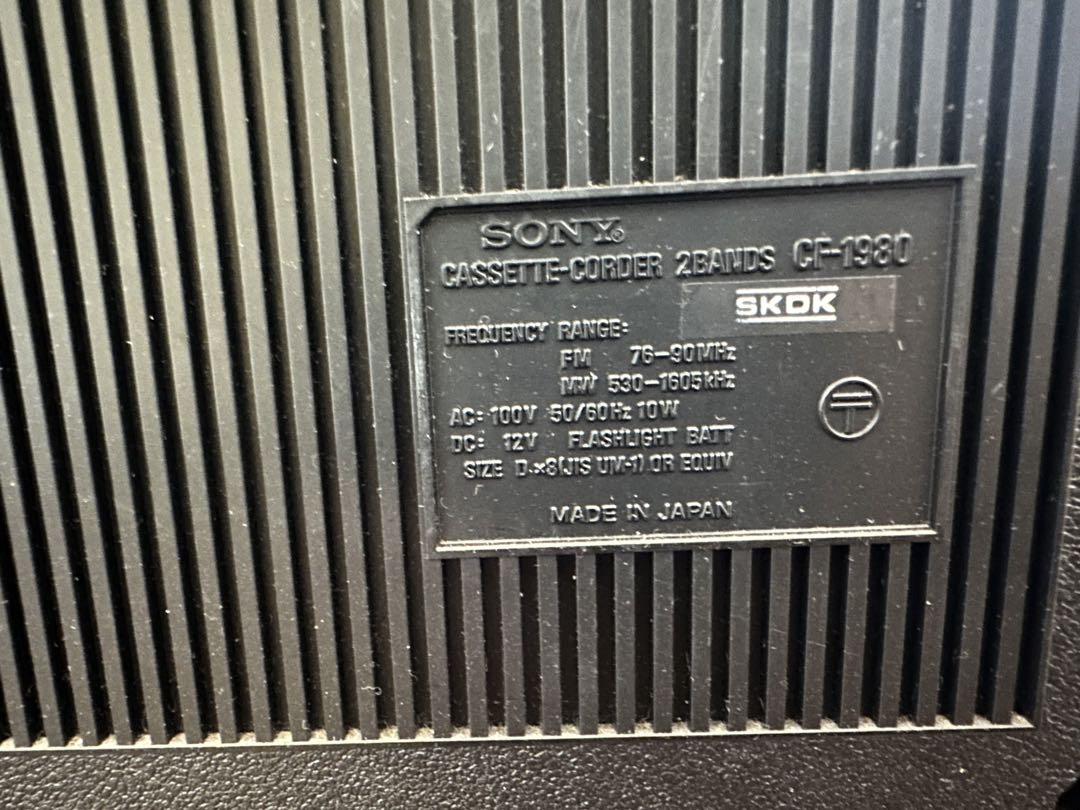 SONY®
CASSETTE-CORDER 2BANDS CF-1980
SKDK
FREQUENCY RANGE:
FM 76-90MHz
MW 530-1605kHz
AC: 100V 50/60Hz 10W
DC: 12V FLASHLIGHT BATT
SIZE D.×8(JIS UM-1) OR EQUIV
MADE IN JAPAN